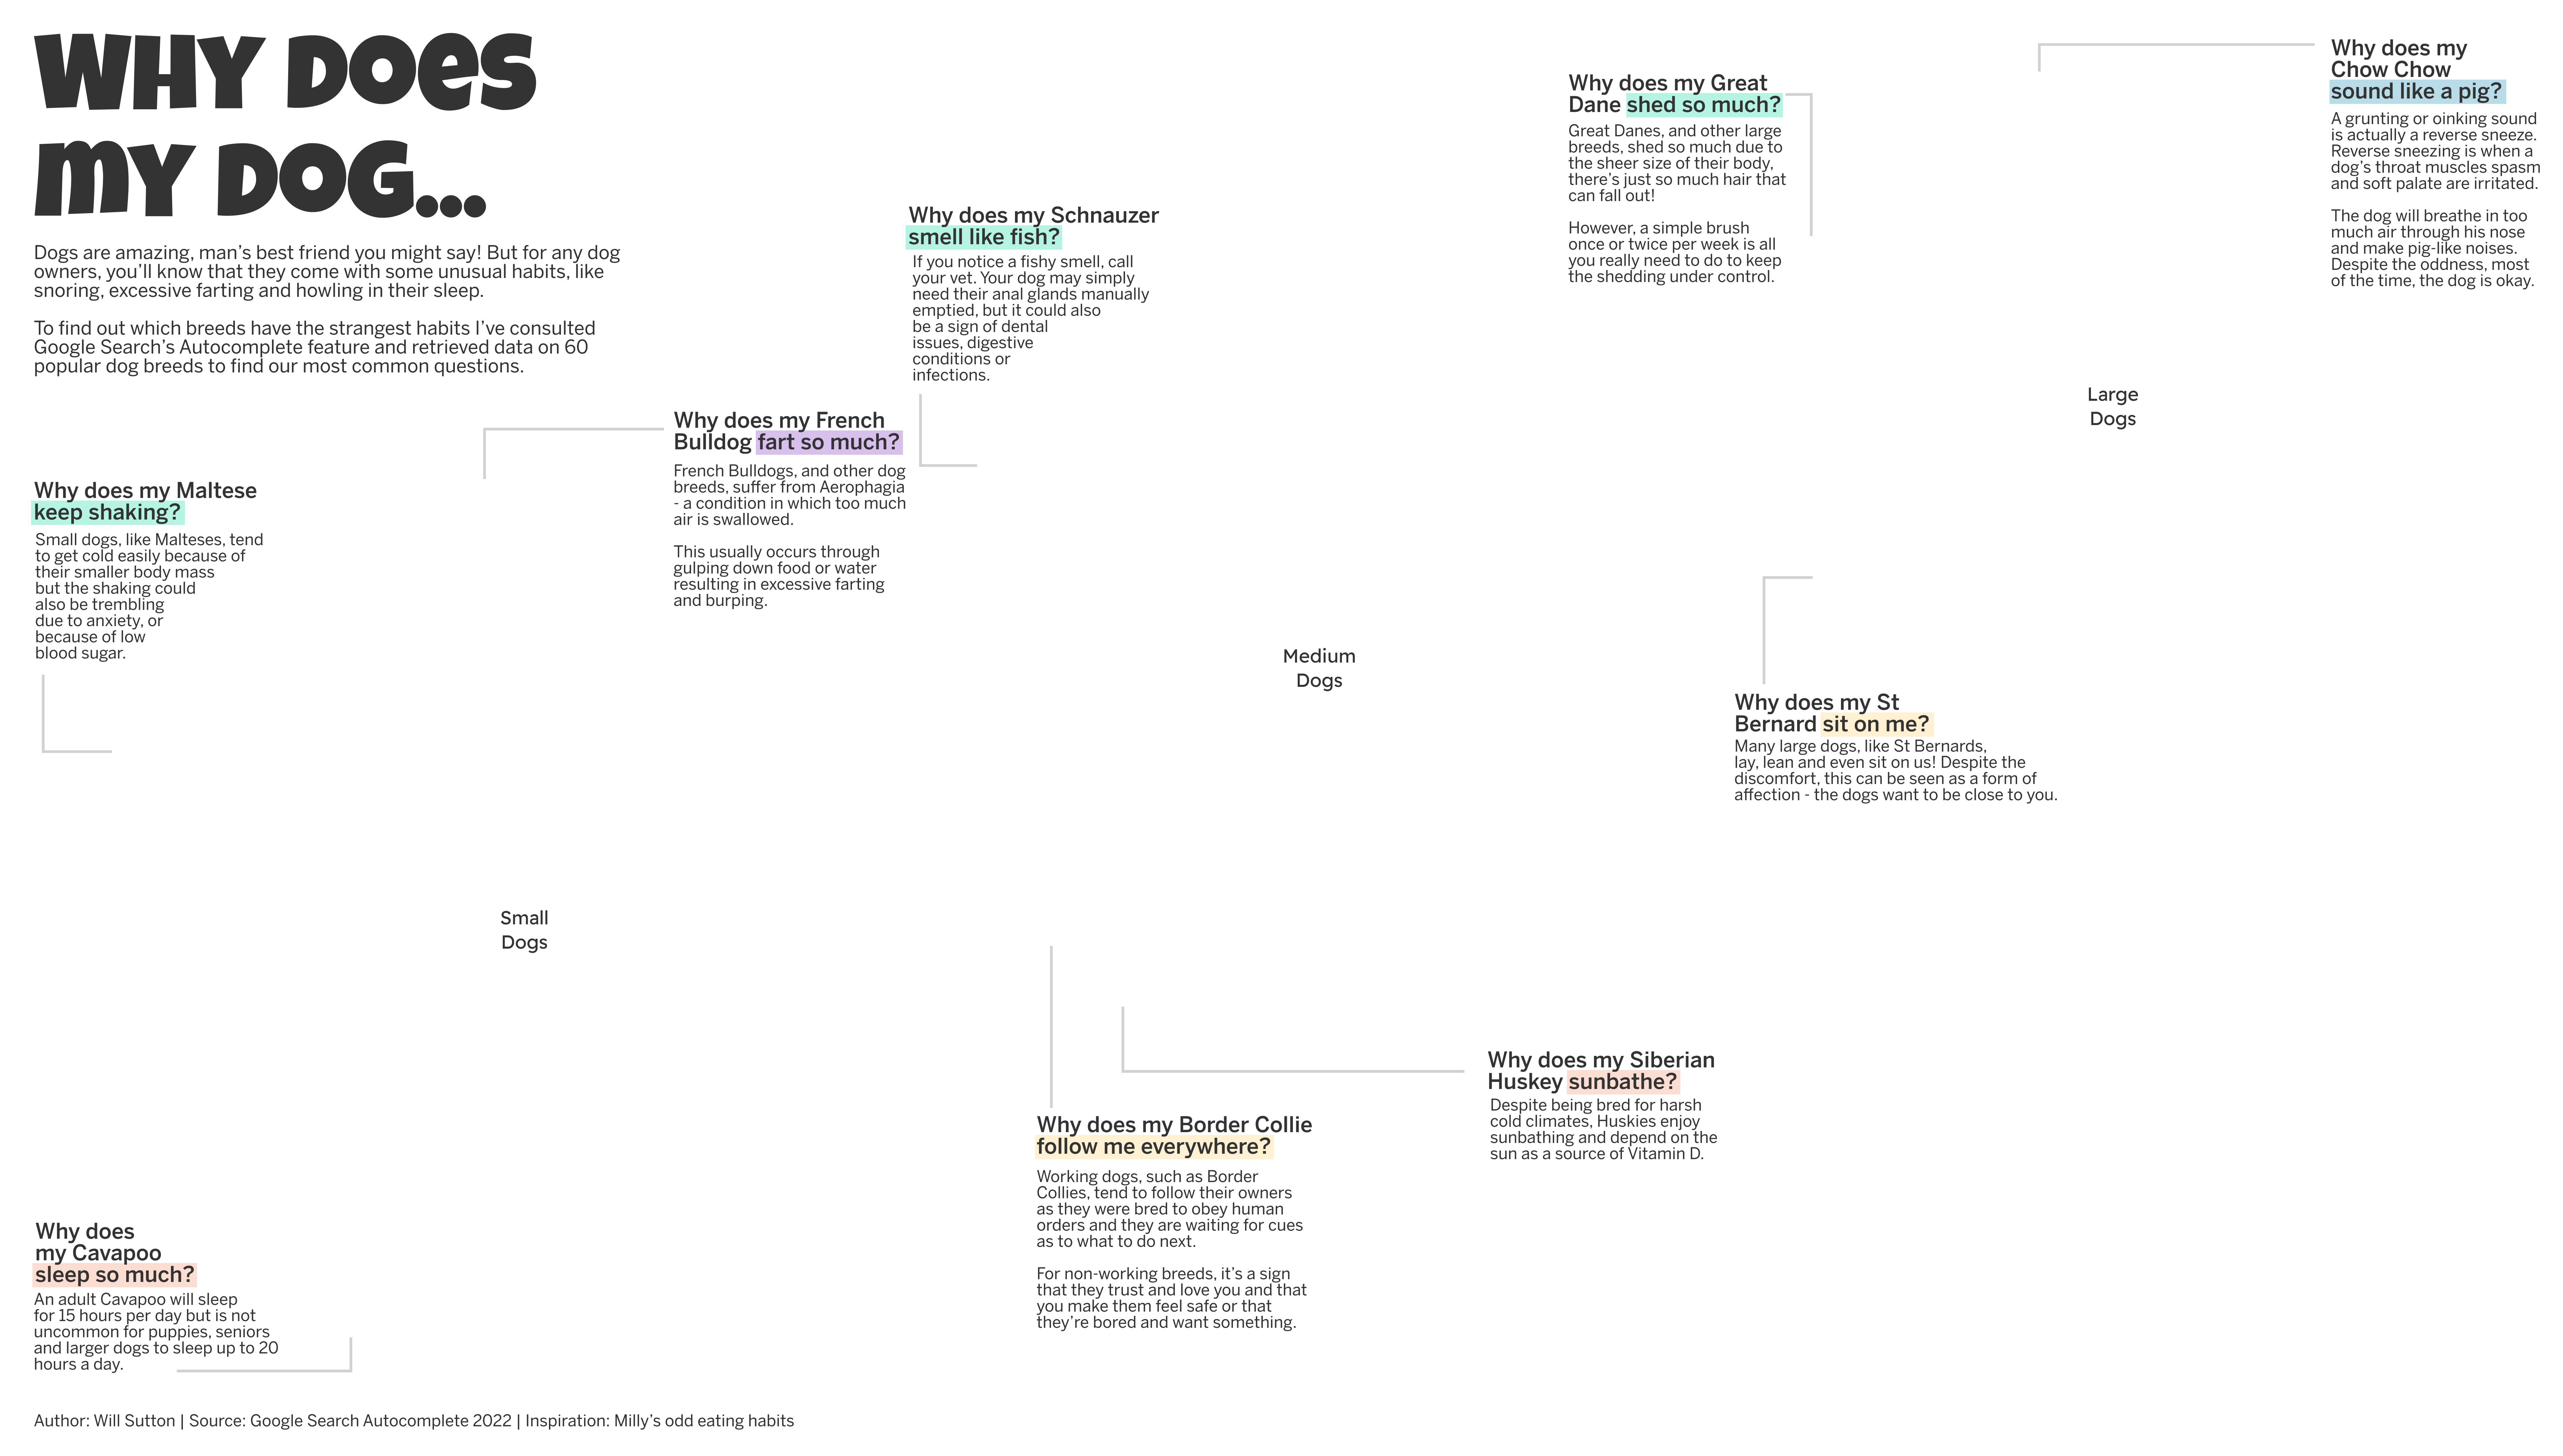 WHY DOES
MY DOG...
Dogs are amazing, man's best friend you might say! But for any dog
owners, you'll know that they come with some unusual habits, like
snoring, excessive farting and howling in their sleep.
To find out which breeds have the strangest habits I've consulted
Google Search's Autocomplete feature and retrieved data on 60
popular dog breeds to find our most common questions.
Why does my Maltese
keep shaking?
Small dogs, like Malteses, tend
to get cold easily because of
their smaller body mass
but the shaking could
also be trembling
due to anxiety, or
because of low
blood sugar.
Why does my French
Bulldog fart so much?
French Bulldogs, and other dog
breeds, suffer from Aerophagia
- a condition in which too much
air is swallowed.
This usually occurs through
gulping down food or water
resulting in excessive farting
and burping.
Why does my Schnauzer
smell like fish?
If you notice a fishy smell, call
your vet. Your dog may simply
need their anal glands manually
emptied, but it could also
be a sign of dental
issues, digestive
conditions or
infections.
Why does my Great
Dane shed so much?
Great Danes, and other large
breeds, shed so much due to
the sheer size of their body,
there's just so much hair that
can fall out!
However, a simple brush
once or twice per week is all
you really need to do to keep
the shedding under control.
Why does my
Chow Chow
sound like a pig?
A grunting or oinking sound
is actually a reverse sneeze.
Reverse sneezing is when a
dog's throat muscles spasm
and soft palate are irritated.
The dog will breathe in too
much air through his nose
and make pig-like noises.
Despite the oddness, most
of the time, the dog is okay.
Large
Dogs
Medium
Dogs
Why does my St
Bernard sit on me?
Many large dogs, like St Bernards,
lay, lean and even sit on us! Despite the
discomfort, this can be seen as a form of
affection - the dogs want to be close to you.
Small
Dogs
Why does my Siberian
Huskey sunbathe?
Despite being bred for harsh
cold climates, Huskies enjoy
sunbathing and depend on the
sun as a source of Vitamin D.
Why does my Border Collie
follow me everywhere?
Working dogs, such as Border
Collies, tend to follow their owners
as they were bred to obey human
orders and they are waiting for cues
as to what to do next.
For non-working breeds, it's a sign
that they trust and love you and that
you make them feel safe or that
they're bored and want something.
Why does
my Cavapoo
sleep so much?
An adult Cavapoo will sleep
for 15 hours per day but is not
uncommon for puppies, seniors
and larger dogs to sleep up to 20
hours a day.
Author: Will Sutton | Source: Google Search Autocomplete 2022 | Inspiration: Milly's odd eating habits